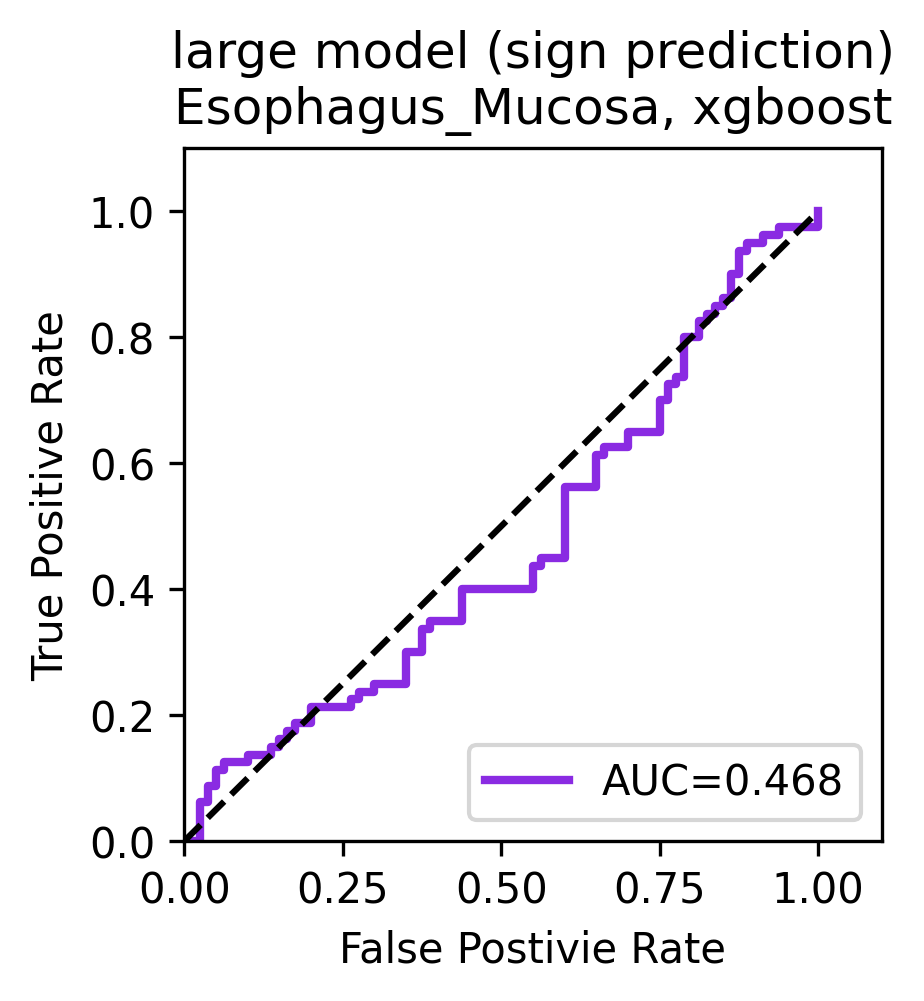 large model (sign prediction)
Esophagus_Mucosa, xgboost
1.0
0.8
0.6
0.4
0.2
0.0
True Positive Rate
AUC=0.468
0.00 0.25 0.50 0.75 1.00
False Postivie Rate